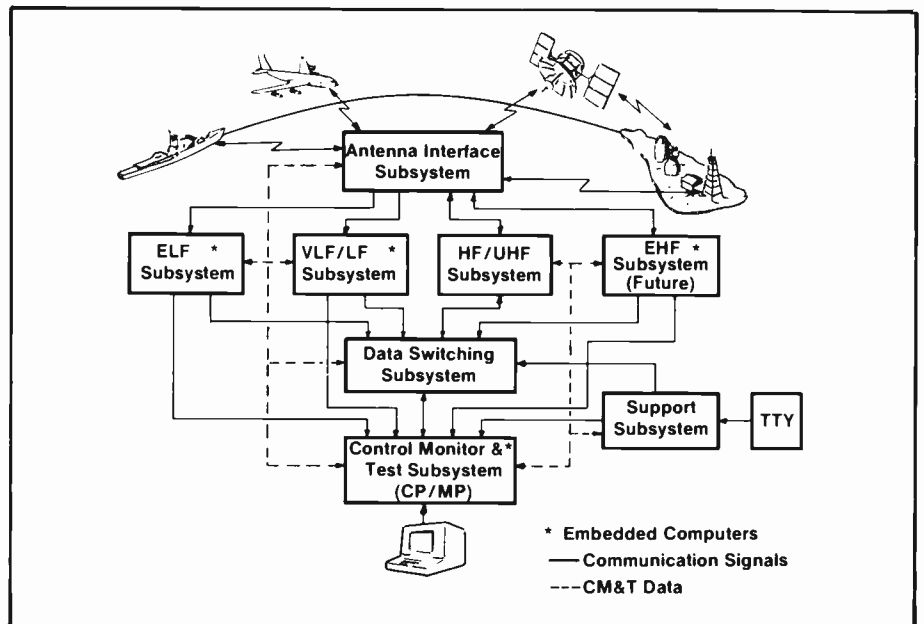 Antenna Interface
Subsystem
ELF *
Subsystem
VLF/LF *
Subsystem
HF/UHF
Subsystem
EHF *
Subsystem
(Future)
Data Switching
Subsystem
Support
Subsystem
TTY
Control Monitor &*
Test Subsystem
(CP/MP)
* Embedded Computers
Communication Signals
CM&T Data